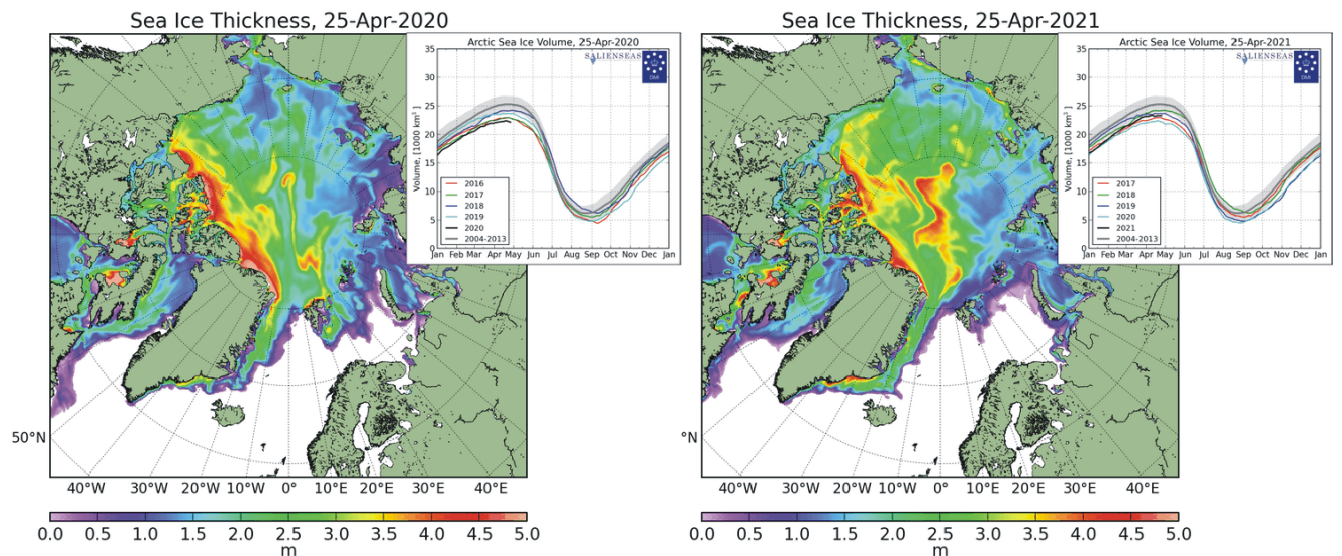 Sea Ice Thickness, 25-Apr-2020
Arctic Sea Ice Volume, 25-Apr-2020
SALIENSEAS
DMI
Volume, [1000 km³]
35
30
25
20
15
10
5
0
2016
2017
2018
2019
2020
2004-2013
Jan Feb Mar Apr May Jun Jul Aug Sep Oct Nov Dec Jan
50°N
40°W 30°W 20°W 10°W 0° 10°E 20°E 30°E 40°E
0.0 0.5 1.0 1.5 2.0 2.5 3.0 3.5 4.0 4.5 5.0
m
Sea Ice Thickness, 25-Apr-2021
Arctic Sea Ice Volume, 25-Apr-2021
SALIENSEAS
DMI
Volume, [1000 km³]
35
30
25
20
15
10
5
0
2017
2018
2019
2020
2021
2004-2013
Jan Feb Mar Apr May Jun Jul Aug Sep Oct Nov Dec Jan
°N
40°W 30°W 20°W 10°W 0° 10°E 20°E 30°E 40°E
0.0 0.5 1.0 1.5 2.0 2.5 3.0 3.5 4.0 4.5 5.0
m